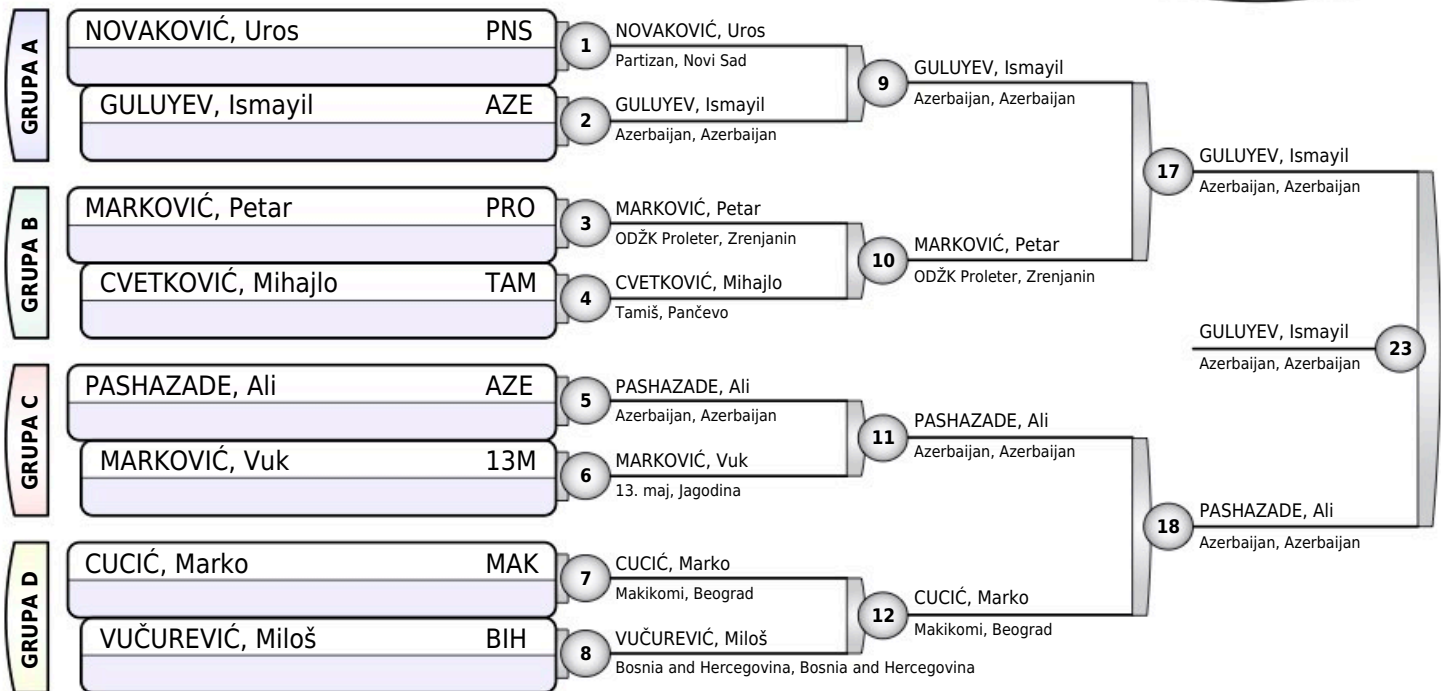 GRUPA A
NOVAKOVIĆ, Uros PNS
GULUYEV, Ismayil AZE
1
NOVAKOVIĆ, Uros
Partizan, Novi Sad
2
GULUYEV, Ismayil
Azerbaijan, Azerbaijan
9
GULUYEV, Ismayil
Azerbaijan, Azerbaijan
17
GULUYEV, Ismayil
Azerbaijan, Azerbaijan
GRUPA B
MARKOVIĆ, Petar PRO
CVETKOVIĆ, Mihajlo TAM
3
MARKOVIĆ, Petar
ODŽK Proleter, Zrenjanin
4
CVETKOVIĆ, Mihajlo
Tamiš, Pančevo
10
MARKOVIĆ, Petar
ODŽK Proleter, Zrenjanin
GULUYEV, Ismayil
Azerbaijan, Azerbaijan
23
GRUPA C
PASHAZADE, Ali AZE
MARKOVIĆ, Vuk 13M
5
PASHAZADE, Ali
Azerbaijan, Azerbaijan
6
MARKOVIĆ, Vuk
13. maj, Jagodina
11
PASHAZADE, Ali
Azerbaijan, Azerbaijan
18
PASHAZADE, Ali
Azerbaijan, Azerbaijan
GRUPA D
CUCIĆ, Marko MAK
VUČUREVIĆ, Miloš BIH
7
CUCIĆ, Marko
Makikomi, Beograd
8
VUČUREVIĆ, Miloš
Bosnia and Hercegovina, Bosnia and Hercegovina
12
CUCIĆ, Marko
Makikomi, Beograd